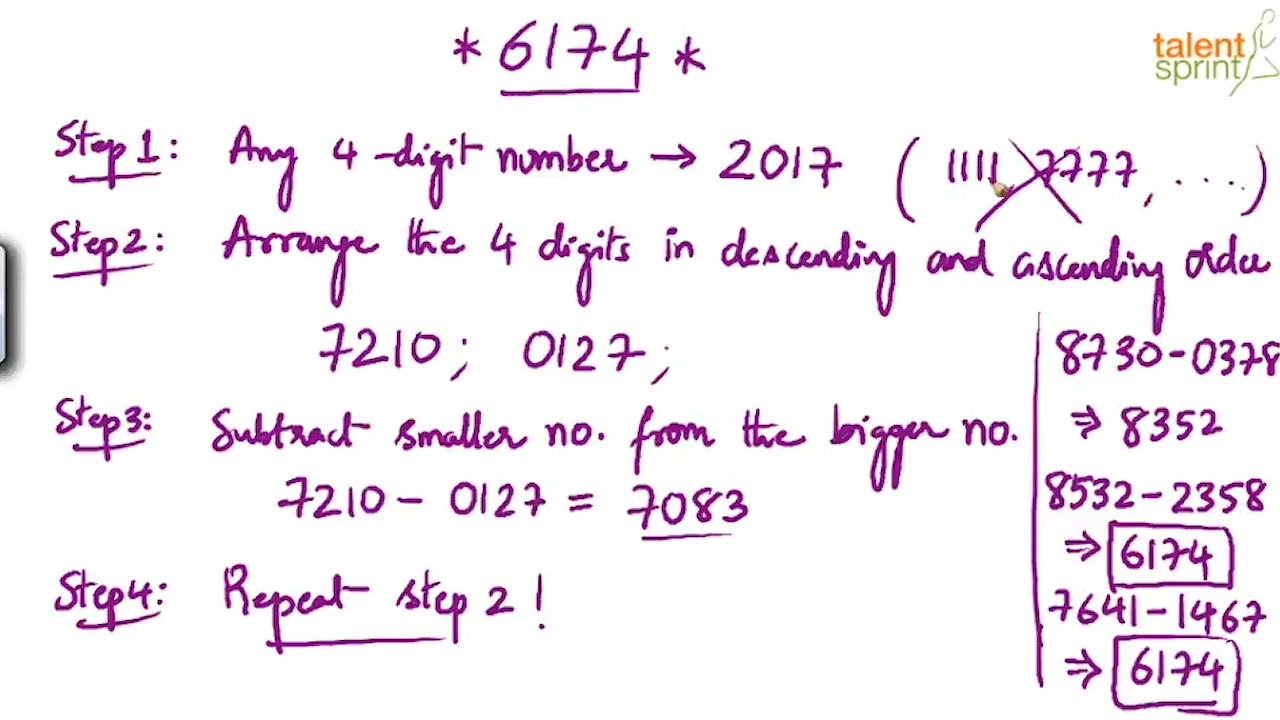 * 6174 *
talent
sprint
Step 1: Any 4-digit number → 2017 (1111 7777, ....)
Step 2: Arrange the 4 digits in descending and ascending order
7210; 0127;
Step 3: Subtract smaller no. from the bigger no.
7210 - 0127 = 7083
Step 4: Repeat step 2!
8730-0378
⇒ 8352
8532-2358
⇒ 6174
7641-1467
⇒ 6174